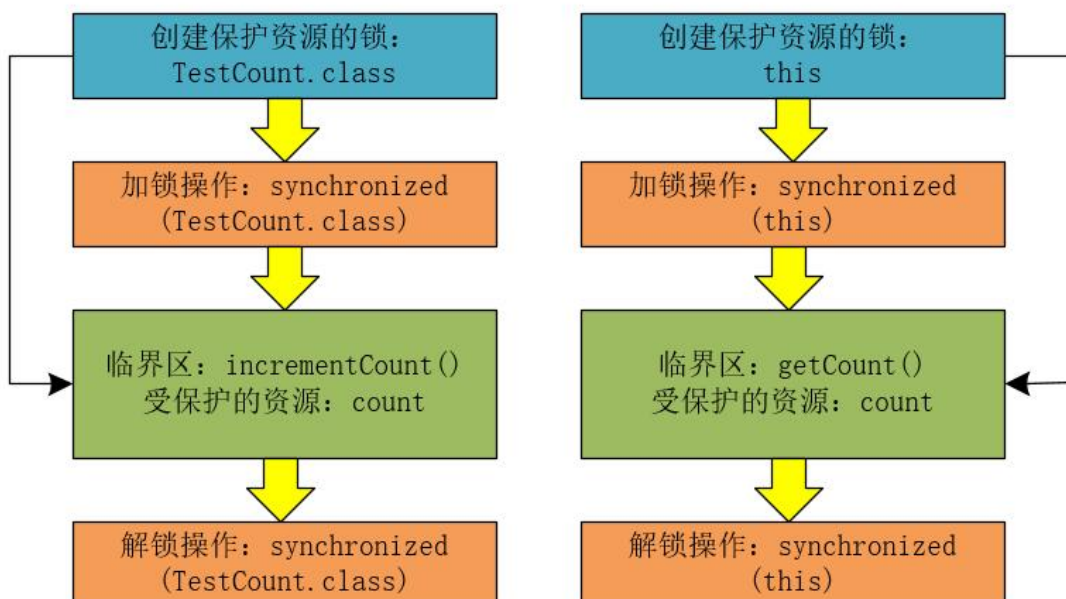 创建保护资源的锁：
TestCount.class
加锁操作：synchronized
(TestCount.class)
临界区：incrementCount()
受保护的资源：count
解锁操作：synchronized
(TestCount.class)
创建保护资源的锁：
this
加锁操作：synchronized
(this)
临界区：getCount()
受保护的资源：count
解锁操作：synchronized
(this)